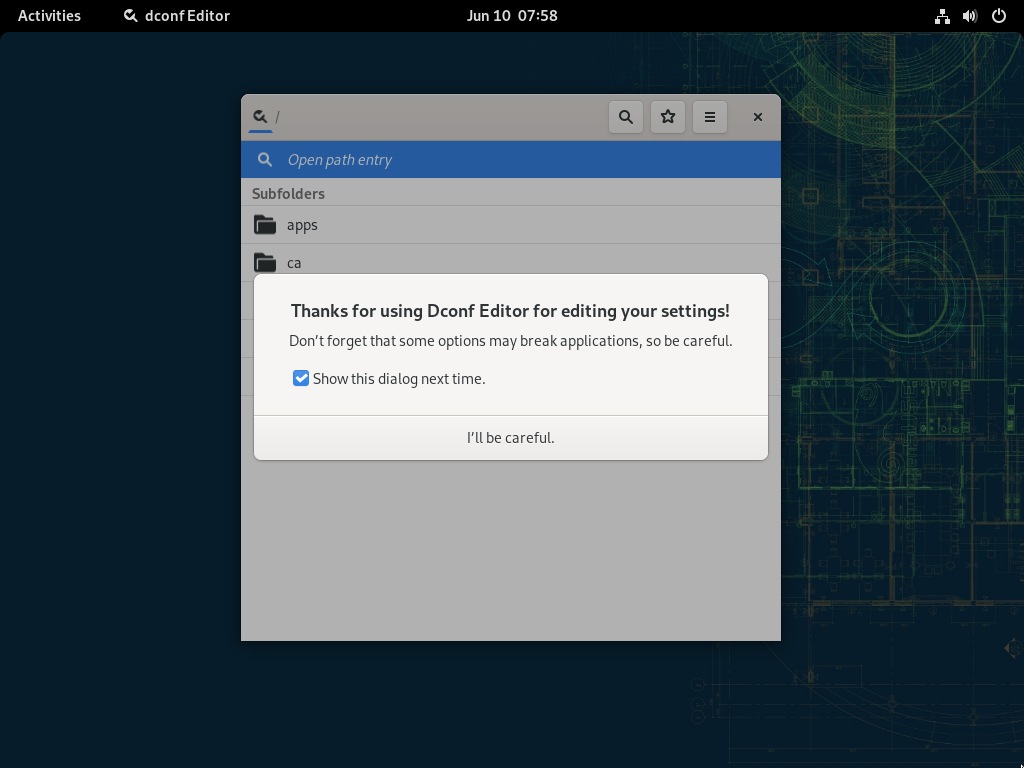 Activities
dconf Editor
Jun 10 07:58
/
Open path entry
Subfolders
apps
ca
Thanks for using Dconf Editor for editing your settings!
Don’t forget that some options may break applications, so be careful.
Show this dialog next time.
I’ll be careful.